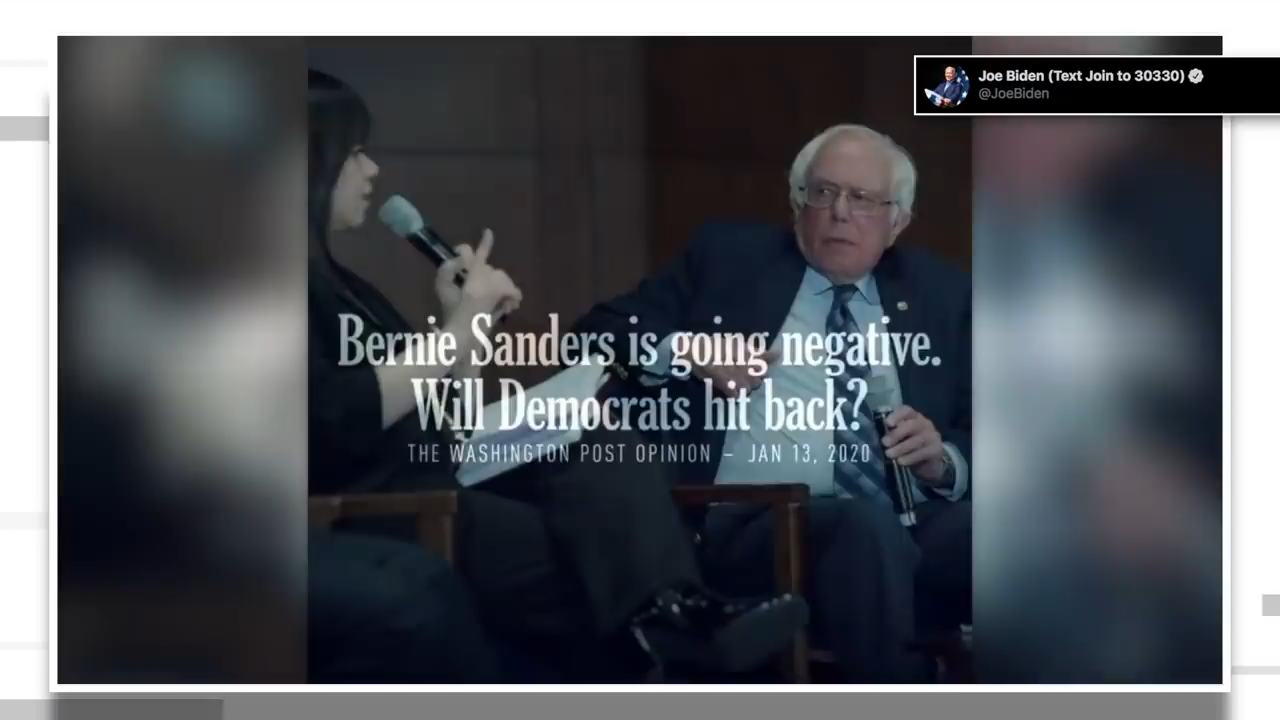 Joe Biden (Text Join to 30330)
@JoeBiden
Bernie Sanders is going negative.
Will Democrats hit back?
THE WASHINGTON POST OPINION – JAN 13, 2020